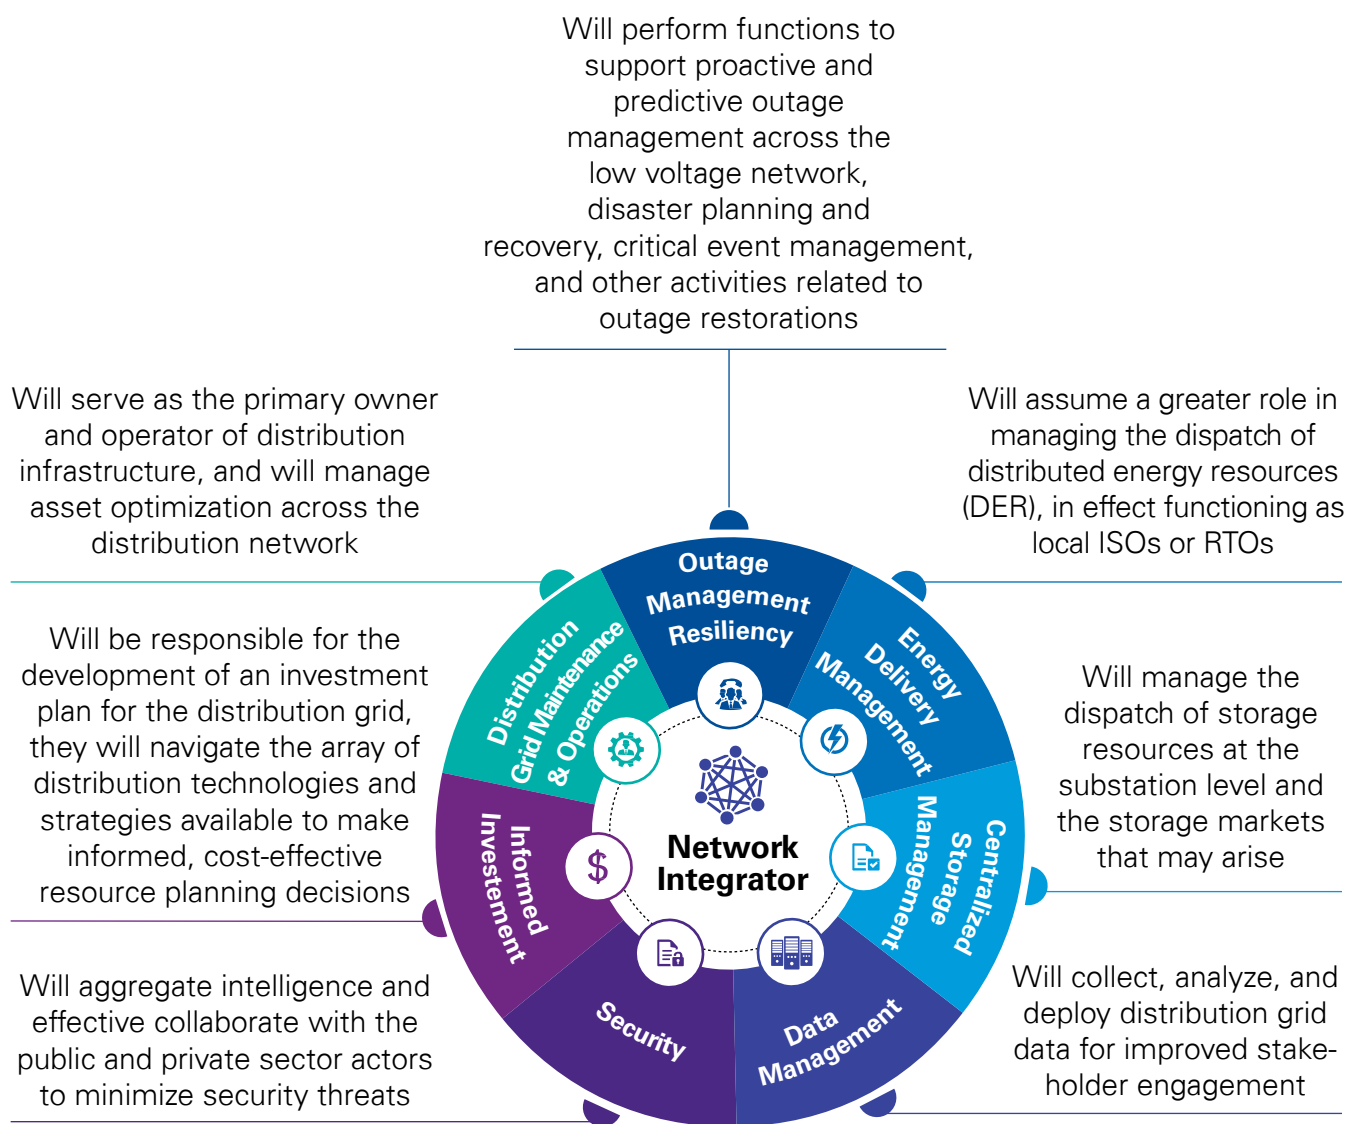 Will perform functions to
support proactive and
predictive outage
management across the
low voltage network,
disaster planning and
recovery, critical event management,
and other activities related to
outage restorations
Will serve as the primary owner
and operator of distribution
infrastructure, and will manage
asset optimization across the
distribution network
Will assume a greater role in
managing the dispatch of
distributed energy resources
(DER), in effect functioning as
local ISOs or RTOs
Will be responsible for the
development of an investment
plan for the distribution grid,
they will navigate the array of
distribution technologies and
strategies available to make
informed, cost-effective
resource planning decisions
Will manage the
dispatch of storage
resources at the
substation level and
the storage markets
that may arise
Will aggregate intelligence and
effective collaborate with the
public and private sector actors
to minimize security threats
Will collect, analyze, and
deploy distribution grid
data for improved stake-
holder engagement
Outage
Management
Resiliency
Energy
Delivery
Management
Centralized
Storage
Management
Data
Management
Security
Informed
Investement
Distribution
Grid Maintenance
& Operations
$
Network
Integrator